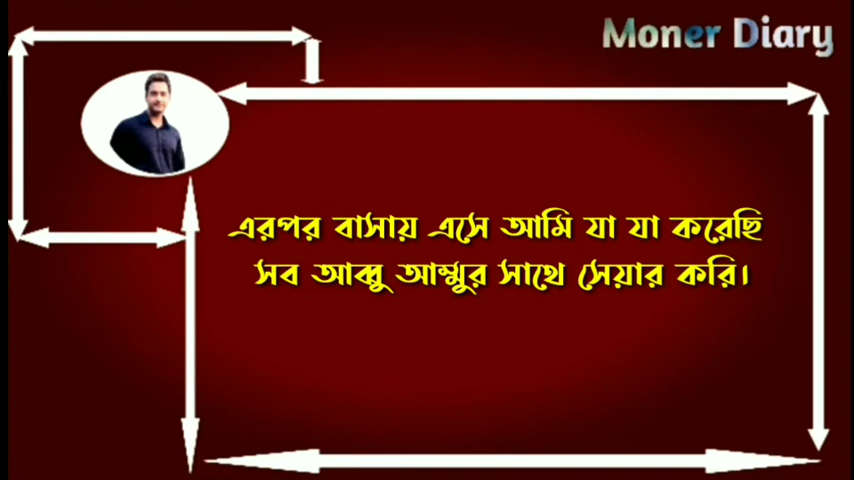 Moner Diary
এরপর বাসায় এসে আমি যা যা করেছি
সব আব্বু আম্মুর সাথে সেয়ার করি।